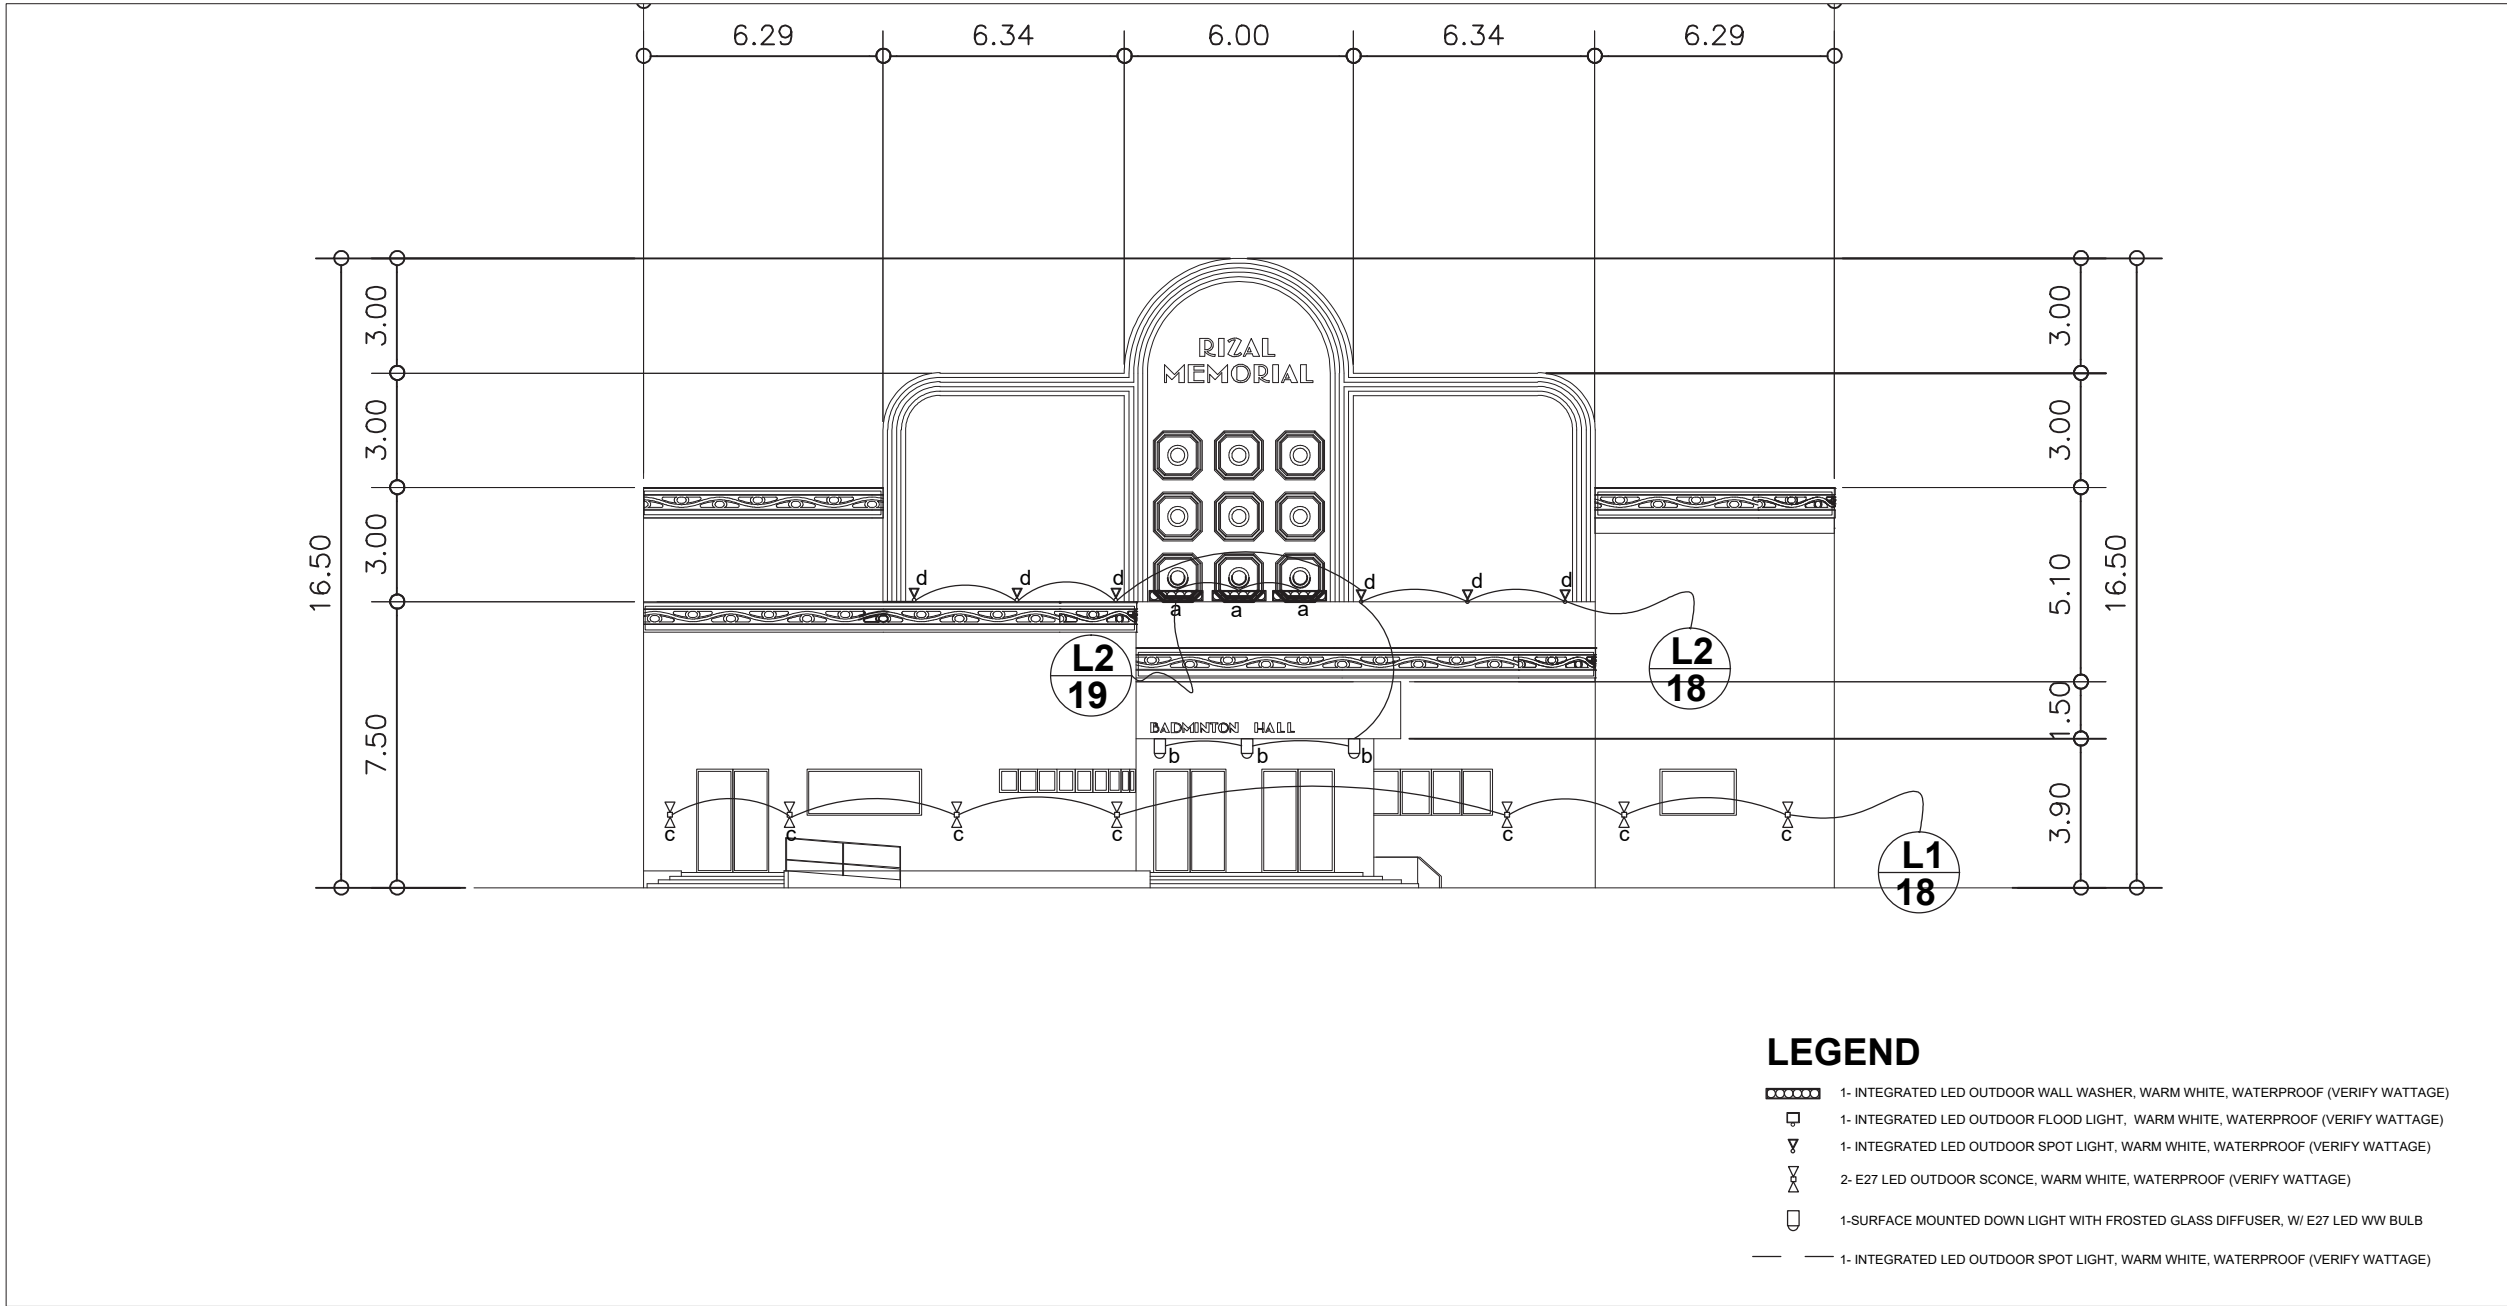 6.29 6.34 6.00 6.34 6.29
3.00 3.00
RIZAL
MEMORIAL
3.00 3.00
16.50 3.00 5.10 16.50
d d d d d d
a a a
L2
19
L2
18
7.50 1.50
BADMINTON HALL
b b b
3.90
c c c c c c c
L1
18
LEGEND
1- INTEGRATED LED OUTDOOR WALL WASHER, WARM WHITE, WATERPROOF (VERIFY WATTAGE)
1- INTEGRATED LED OUTDOOR FLOOD LIGHT, WARM WHITE, WATERPROOF (VERIFY WATTAGE)
1- INTEGRATED LED OUTDOOR SPOT LIGHT, WARM WHITE, WATERPROOF (VERIFY WATTAGE)
2- E27 LED OUTDOOR SCONCE, WARM WHITE, WATERPROOF (VERIFY WATTAGE)
1-SURFACE MOUNTED DOWN LIGHT WITH FROSTED GLASS DIFFUSER, W/ E27 LED WW BULB
1- INTEGRATED LED OUTDOOR SPOT LIGHT, WARM WHITE, WATERPROOF (VERIFY WATTAGE)